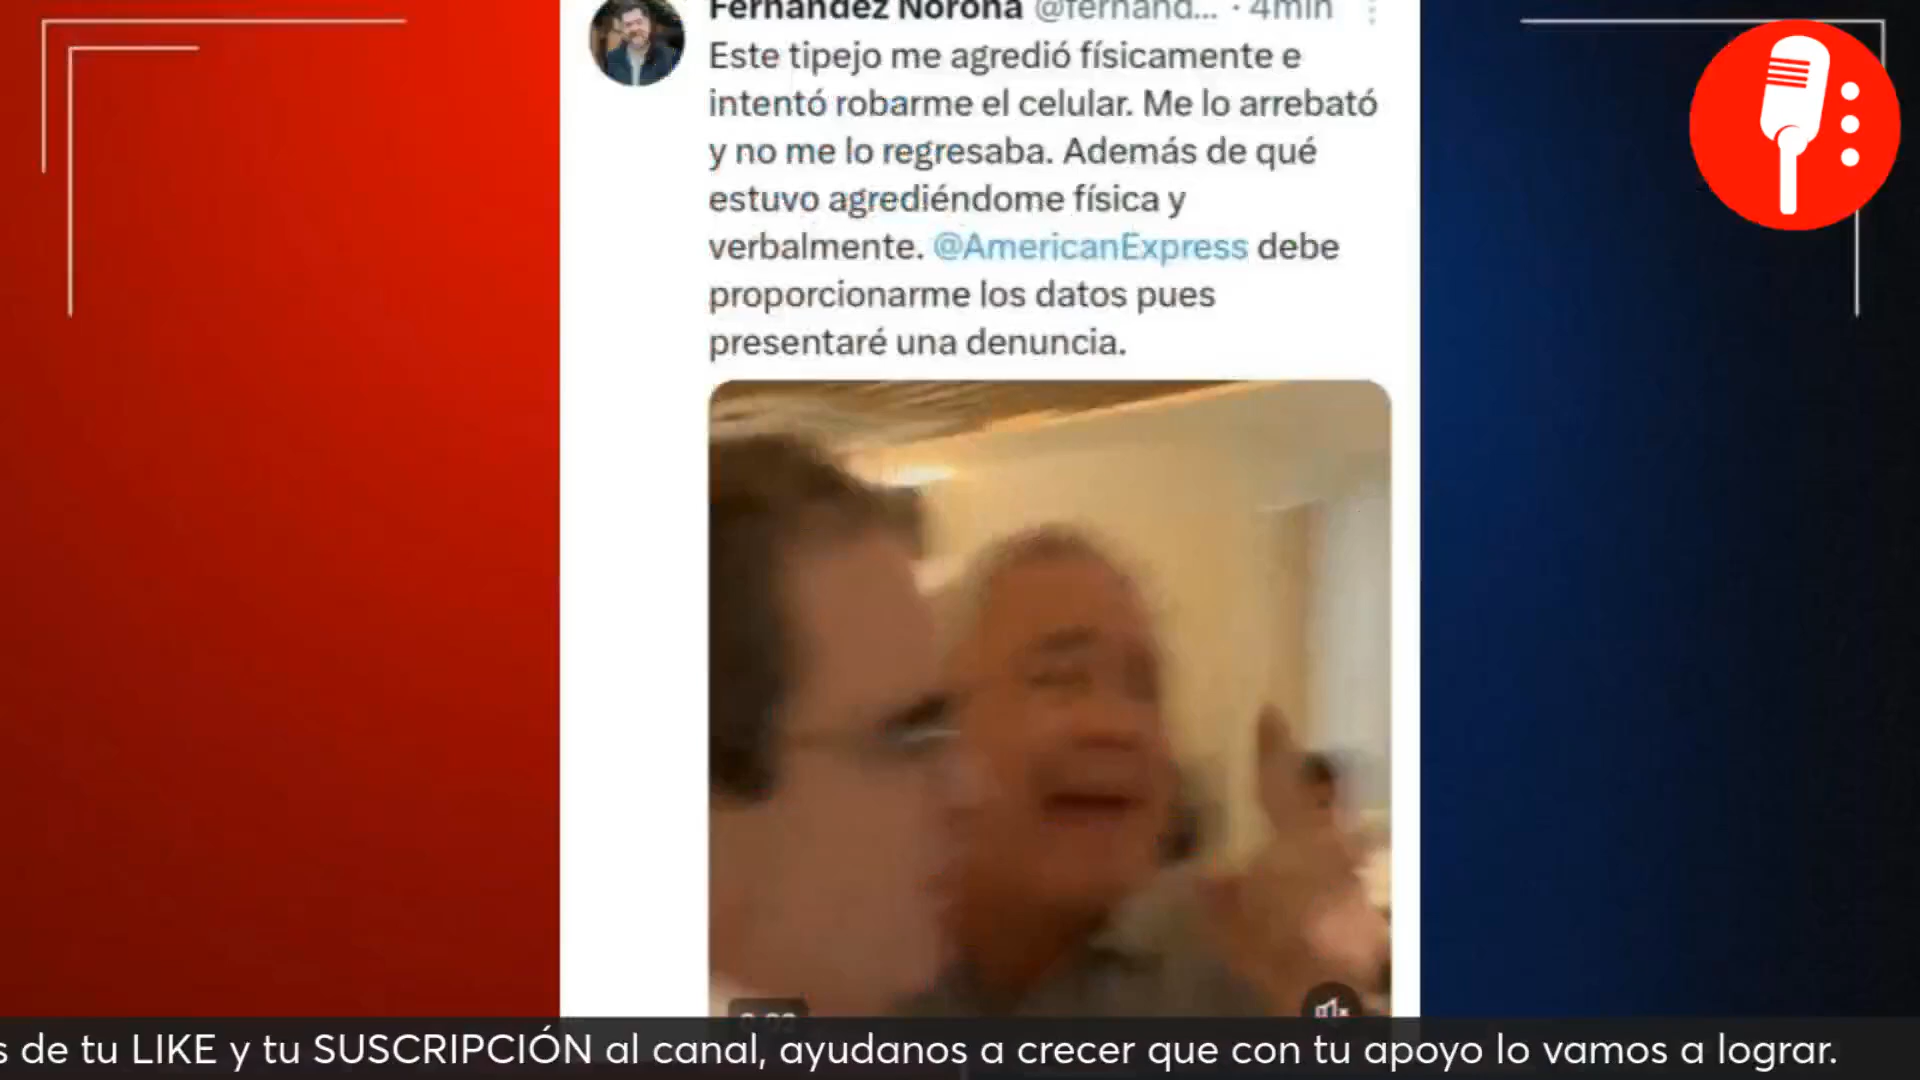 Fernández Noroña @fernand... · 4min
Este tipejo me agredió físicamente e
intentó robarme el celular. Me lo arrebató
y no me lo regresaba. Además de qué
estuvo agrediéndome física y
verbalmente. @AmericanExpress debe
proporcionarme los datos pues
presentaré una denuncia.
s de tu LIKE y tu SUSCRIPCIÓN al canal, ayudanos a crecer que con tu apoyo lo vamos a lograr.